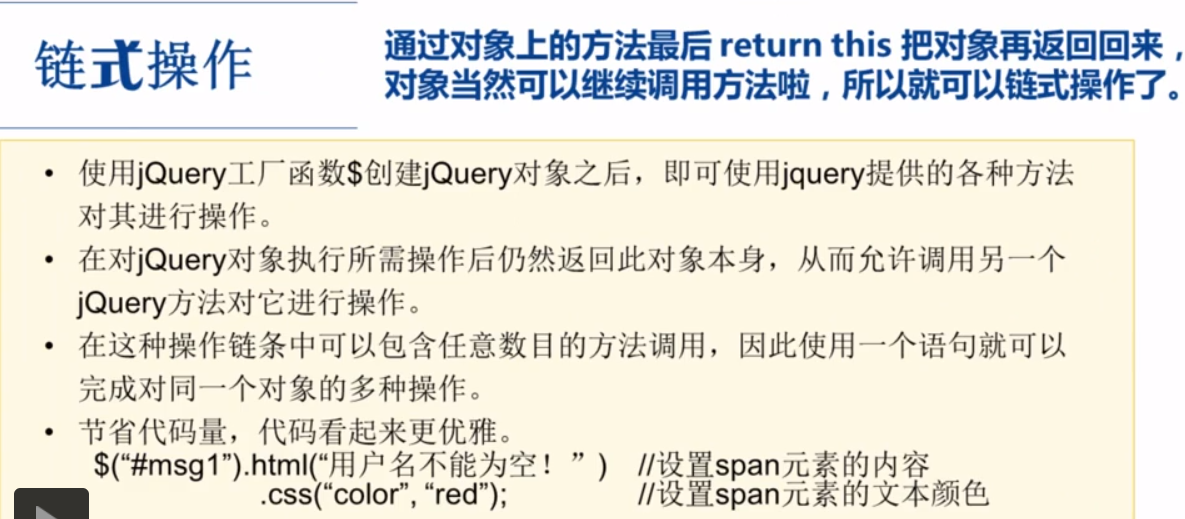 链式操作
通过对象上的方法最后 return this 把对象再返回回来，
对象当然可以继续调用方法啦，所以就可以链式操作了。
• 使用jQuery工厂函数$创建jQuery对象之后，即可使用jquery提供的各种方法
对其进行操作。
• 在对jQuery对象执行所需操作后仍然返回此对象本身，从而允许调用另一个
jQuery方法对它进行操作。
• 在这种操作链条中可以包含任意数目的方法调用，因此使用一个语句就可以
完成对同一个对象的多种操作。
• 节省代码量，代码看起来更优雅。
$(“#msg1”).html(“用户名不能为空！”) //设置span元素的内容
.css(“color”, “red”); //设置span元素的文本颜色